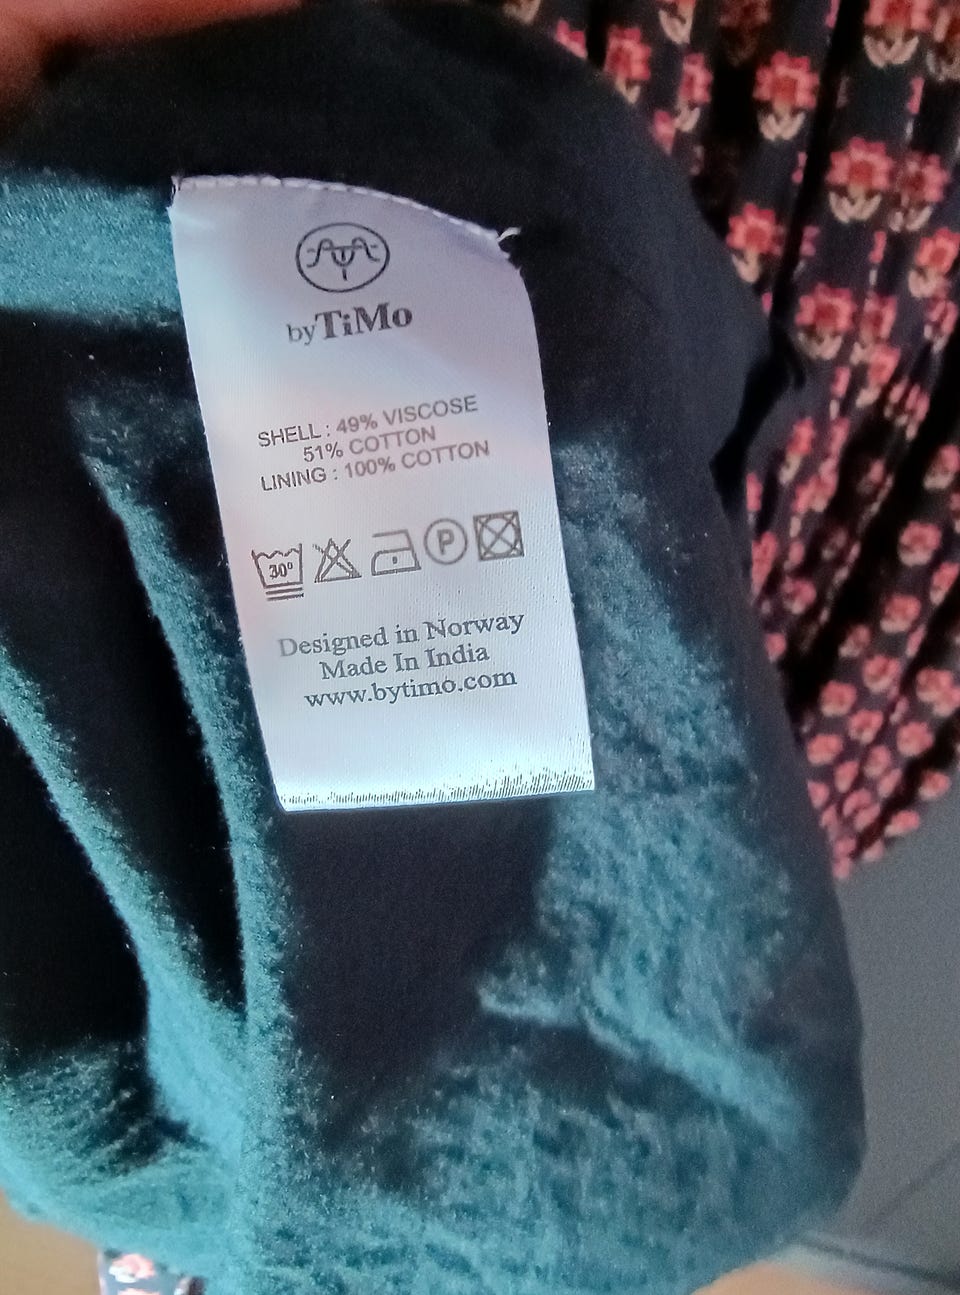 byTiMo
SHELL : 49% VISCOSE
51% COTTON
LINING : 100% COTTON
30° P
Designed in Norway
Made In India
www.bytimo.com